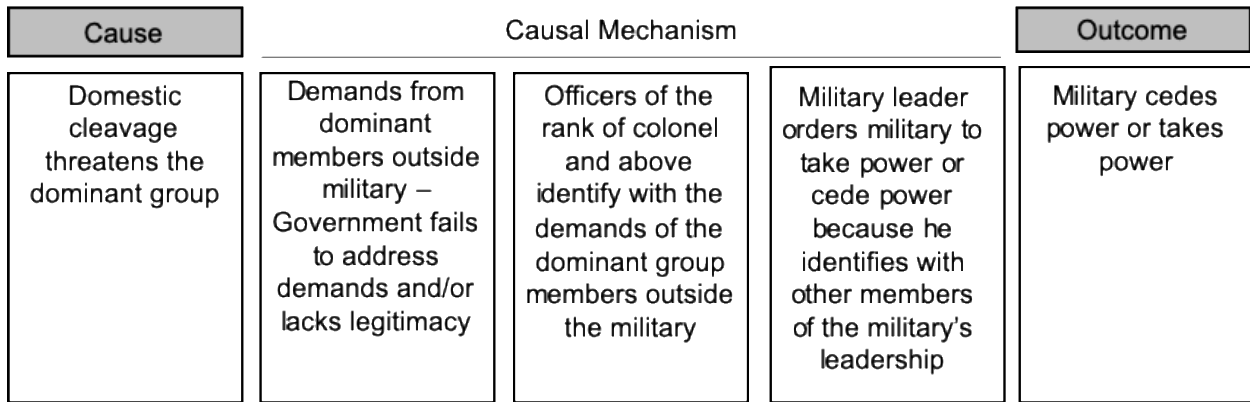 Cause
Causal Mechanism
Outcome
Domestic
cleavage
threatens the
dominant group
Demands from
dominant
members outside
military –
Government fails
to address
demands and/or
lacks legitimacy
Officers of the
rank of colonel
and above
identify with the
demands of the
dominant group
members outside
the military
Military leader
orders military to
take power or
cede power
because he
identifies with
other members
of the military's
leadership
Military cedes
power or takes
power